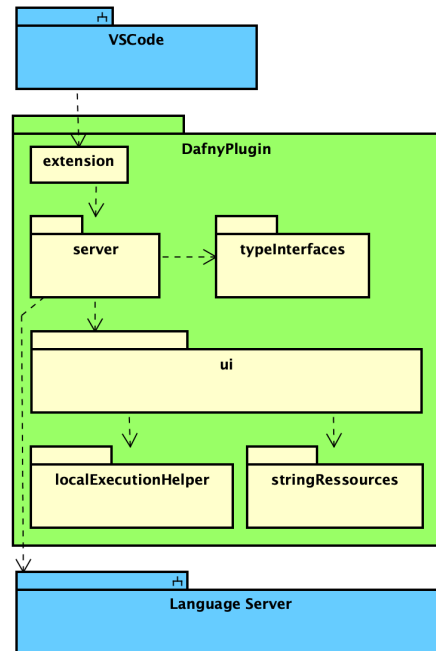 VSCode
DafnyPlugin
extension
server
typeInterfaces
ui
localExecutionHelper
stringRessources
Language Server